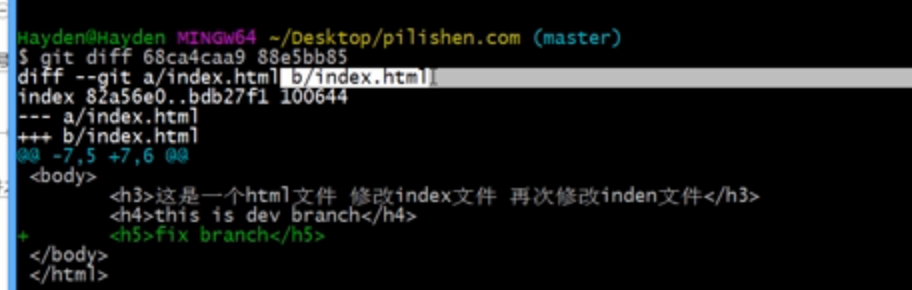 Hayden@Hayden MINGW64 ~/Desktop/pilishen.com (master)
$ git diff 68ca4caa9 88e5bb85
diff --git a/index.html b/index.html
index 82a56e0..bdb27f1 100644
--- a/index.html
+++ b/index.html
@@ -7,5 +7,6 @@
 <body>
        <h3>这是一个html文件 修改index文件 再次修改inden文件</h3>
        <h4>this is dev branch</h4>
+       <h5>fix branch</h5>
 </body>
 </html>